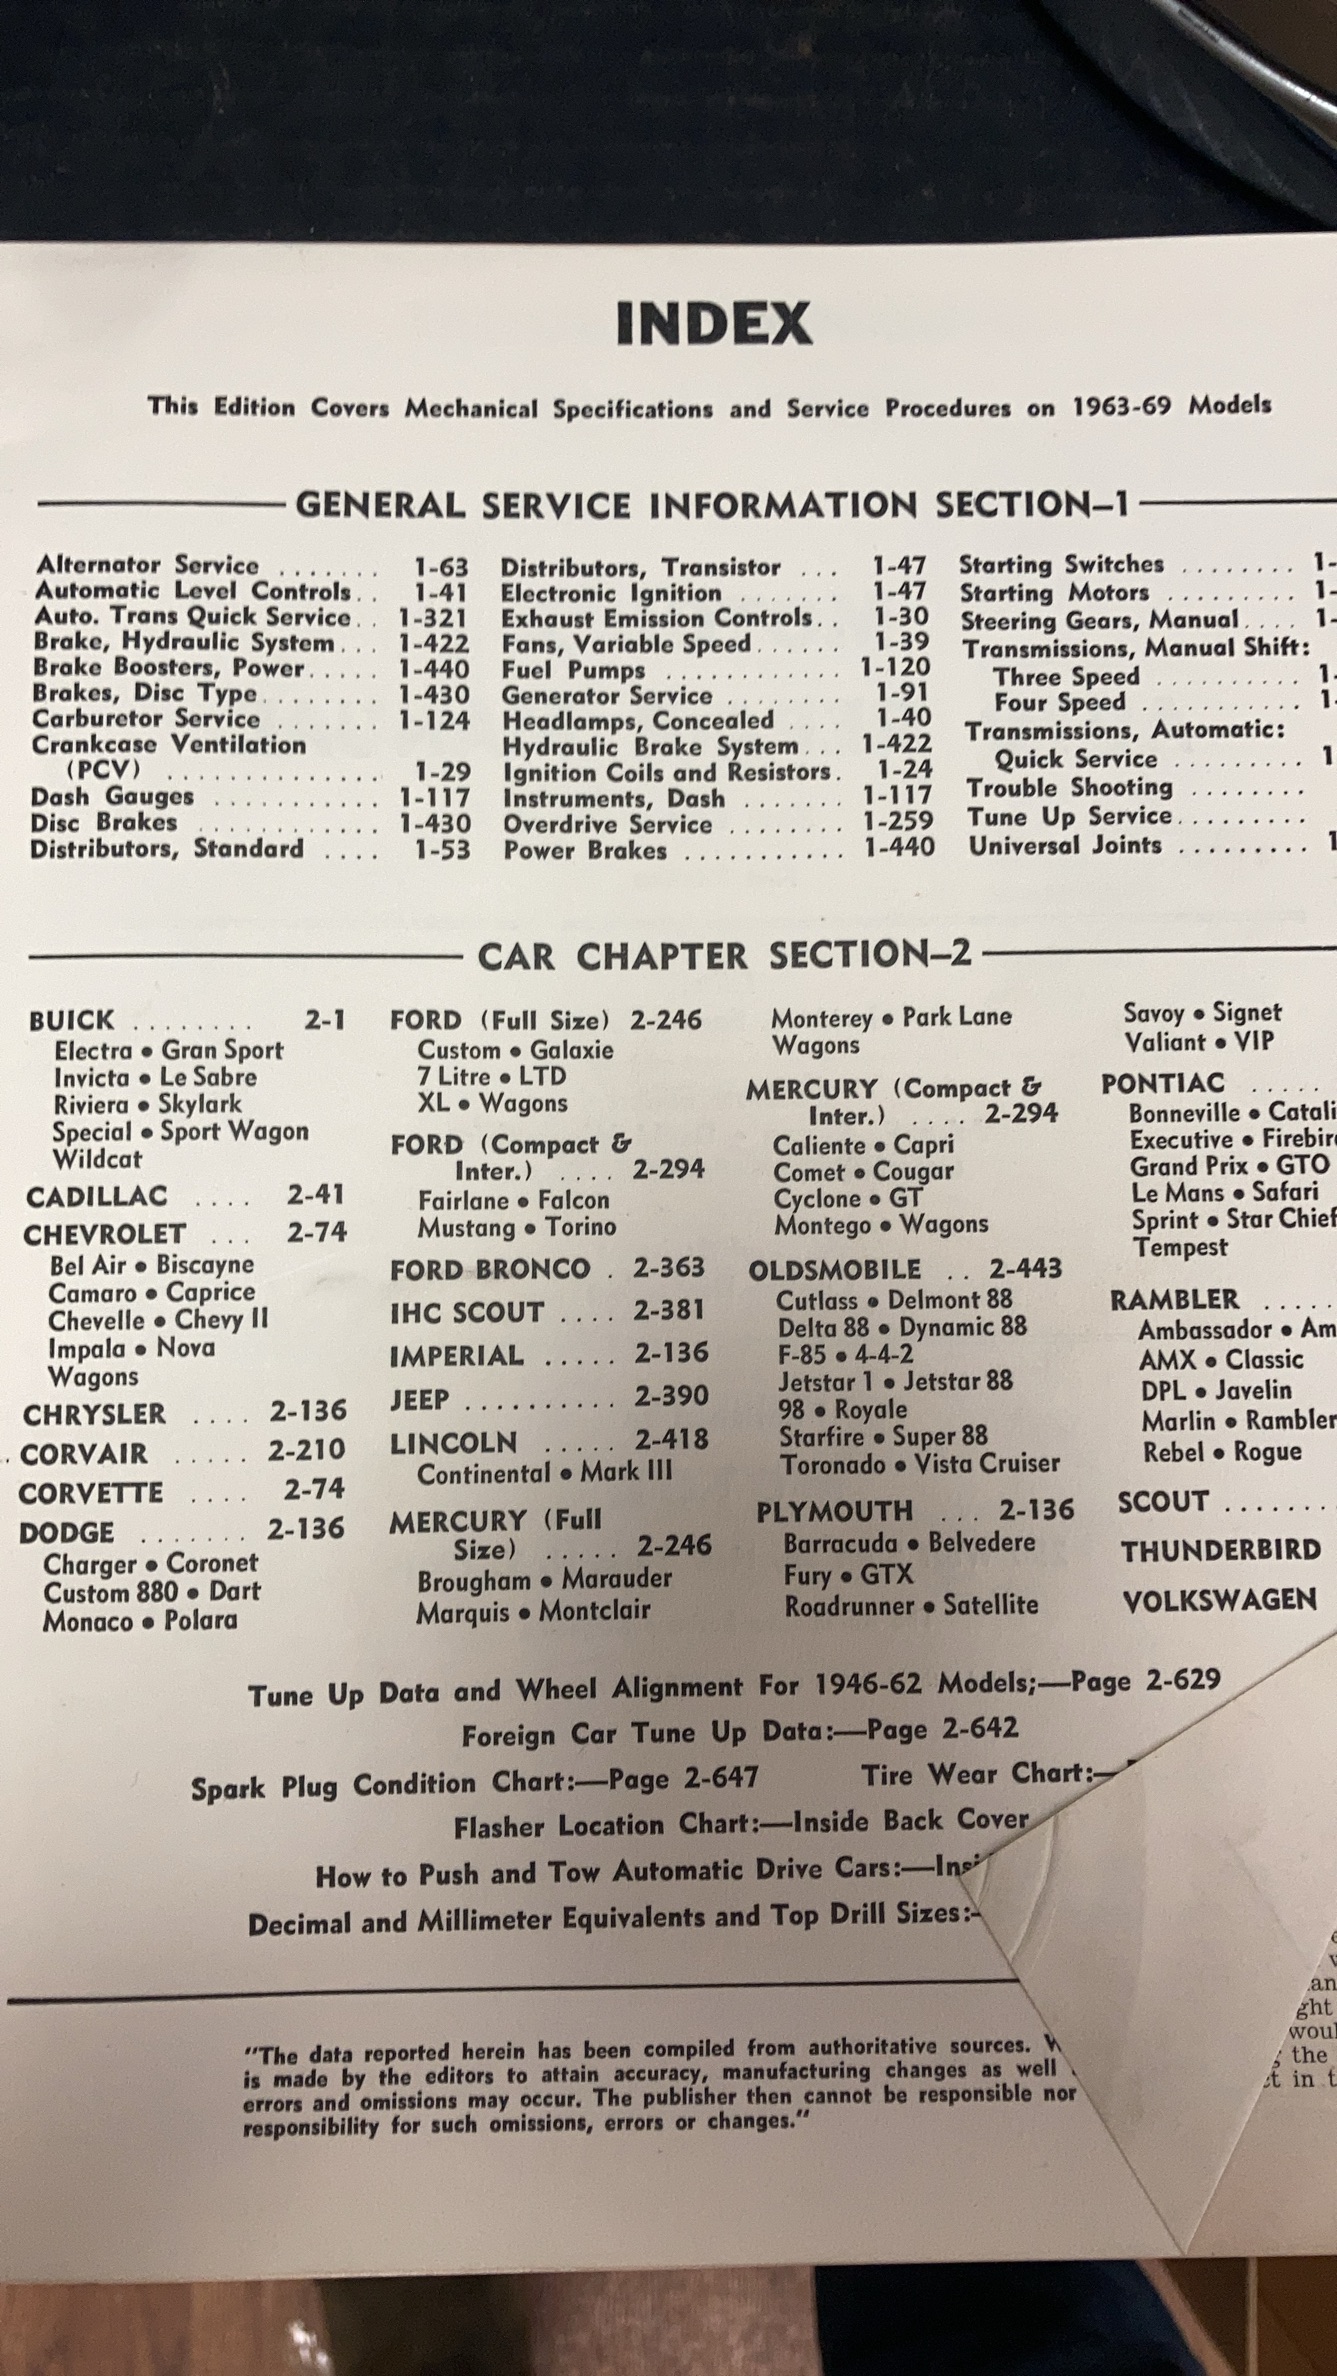 INDEX
This Edition Covers Mechanical Specifications and Service Procedures on 1963-69 Models
GENERAL SERVICE INFORMATION SECTION–1
Alternator Service ....... 1-63
Automatic Level Controls.. 1-41
Auto. Trans Quick Service.. 1-321
Brake, Hydraulic System... 1-422
Brake Boosters, Power..... 1-440
Brakes, Disc Type........ 1-430
Carburetor Service ...... 1-124
Crankcase Ventilation
(PCV) .............. 1-29
Dash Gauges ........... 1-117
Disc Brakes ............ 1-430
Distributors, Standard .... 1-53
Distributors, Transistor ... 1-47
Electronic Ignition ....... 1-47
Exhaust Emission Controls.. 1-30
Fans, Variable Speed...... 1-39
Fuel Pumps ............ 1-120
Generator Service ........ 1-91
Headlamps, Concealed .... 1-40
Hydraulic Brake System... 1-422
Ignition Coils and Resistors. 1-24
Instruments, Dash ....... 1-117
Overdrive Service ........ 1-259
Power Brakes ........... 1-440
Starting Switches ........ 1-
Starting Motors ......... 1-
Steering Gears, Manual.... 1-
Transmissions, Manual Shift:
Three Speed .......... 1-
Four Speed ........... 1-
Transmissions, Automatic:
Quick Service ......... 1
Trouble Shooting ........
Tune Up Service.........
Universal Joints ......... 1
CAR CHAPTER SECTION–2
BUICK ........ 2-1
Electra • Gran Sport
Invicta • Le Sabre
Riviera • Skylark
Special • Sport Wagon
Wildcat
CADILLAC .... 2-41
CHEVROLET ... 2-74
Bel Air • Biscayne
Camaro • Caprice
Chevelle • Chevy II
Impala • Nova
Wagons
CHRYSLER .... 2-136
CORVAIR ..... 2-210
CORVETTE .... 2-74
DODGE ....... 2-136
Charger • Coronet
Custom 880 • Dart
Monaco • Polara
FORD (Full Size) 2-246
Custom • Galaxie
7 Litre • LTD
XL • Wagons
FORD (Compact &
Inter.) .... 2-294
Fairlane • Falcon
Mustang • Torino
FORD BRONCO . 2-363
IHC SCOUT .... 2-381
IMPERIAL ..... 2-136
JEEP .......... 2-390
LINCOLN ..... 2-418
Continental • Mark III
MERCURY (Full
Size) ..... 2-246
Brougham • Marauder
Marquis • Montclair
Monterey • Park Lane
Wagons
MERCURY (Compact &
Inter.) .... 2-294
Caliente • Capri
Comet • Cougar
Cyclone • GT
Montego • Wagons
OLDSMOBILE .. 2-443
Cutlass • Delmont 88
Delta 88 • Dynamic 88
F-85 • 4-4-2
Jetstar 1 • Jetstar 88
98 • Royale
Starfire • Super 88
Toronado • Vista Cruiser
PLYMOUTH ... 2-136
Barracuda • Belvedere
Fury • GTX
Roadrunner • Satellite
Savoy • Signet
Valiant • VIP
PONTIAC .....
Bonneville • Catali
Executive • Firebir
Grand Prix • GTO
Le Mans • Safari
Sprint • Star Chief
Tempest
RAMBLER .....
Ambassador • Am
AMX • Classic
DPL • Javelin
Marlin • Rambler
Rebel • Rogue
SCOUT .......
THUNDERBIRD
VOLKSWAGEN
Tune Up Data and Wheel Alignment For 1946-62 Models;—Page 2-629
Foreign Car Tune Up Data:—Page 2-642
Spark Plug Condition Chart:—Page 2-647 Tire Wear Chart:—
Flasher Location Chart:—Inside Back Cover
How to Push and Tow Automatic Drive Cars:—Insi
Decimal and Millimeter Equivalents and Top Drill Sizes:-
"The data reported herein has been compiled from authoritative sources.
is made by the editors to attain accuracy, manufacturing changes as well
errors and omissions may occur. The publisher then cannot be responsible nor
responsibility for such omissions, errors or changes."
an
ght
woul
the
in t